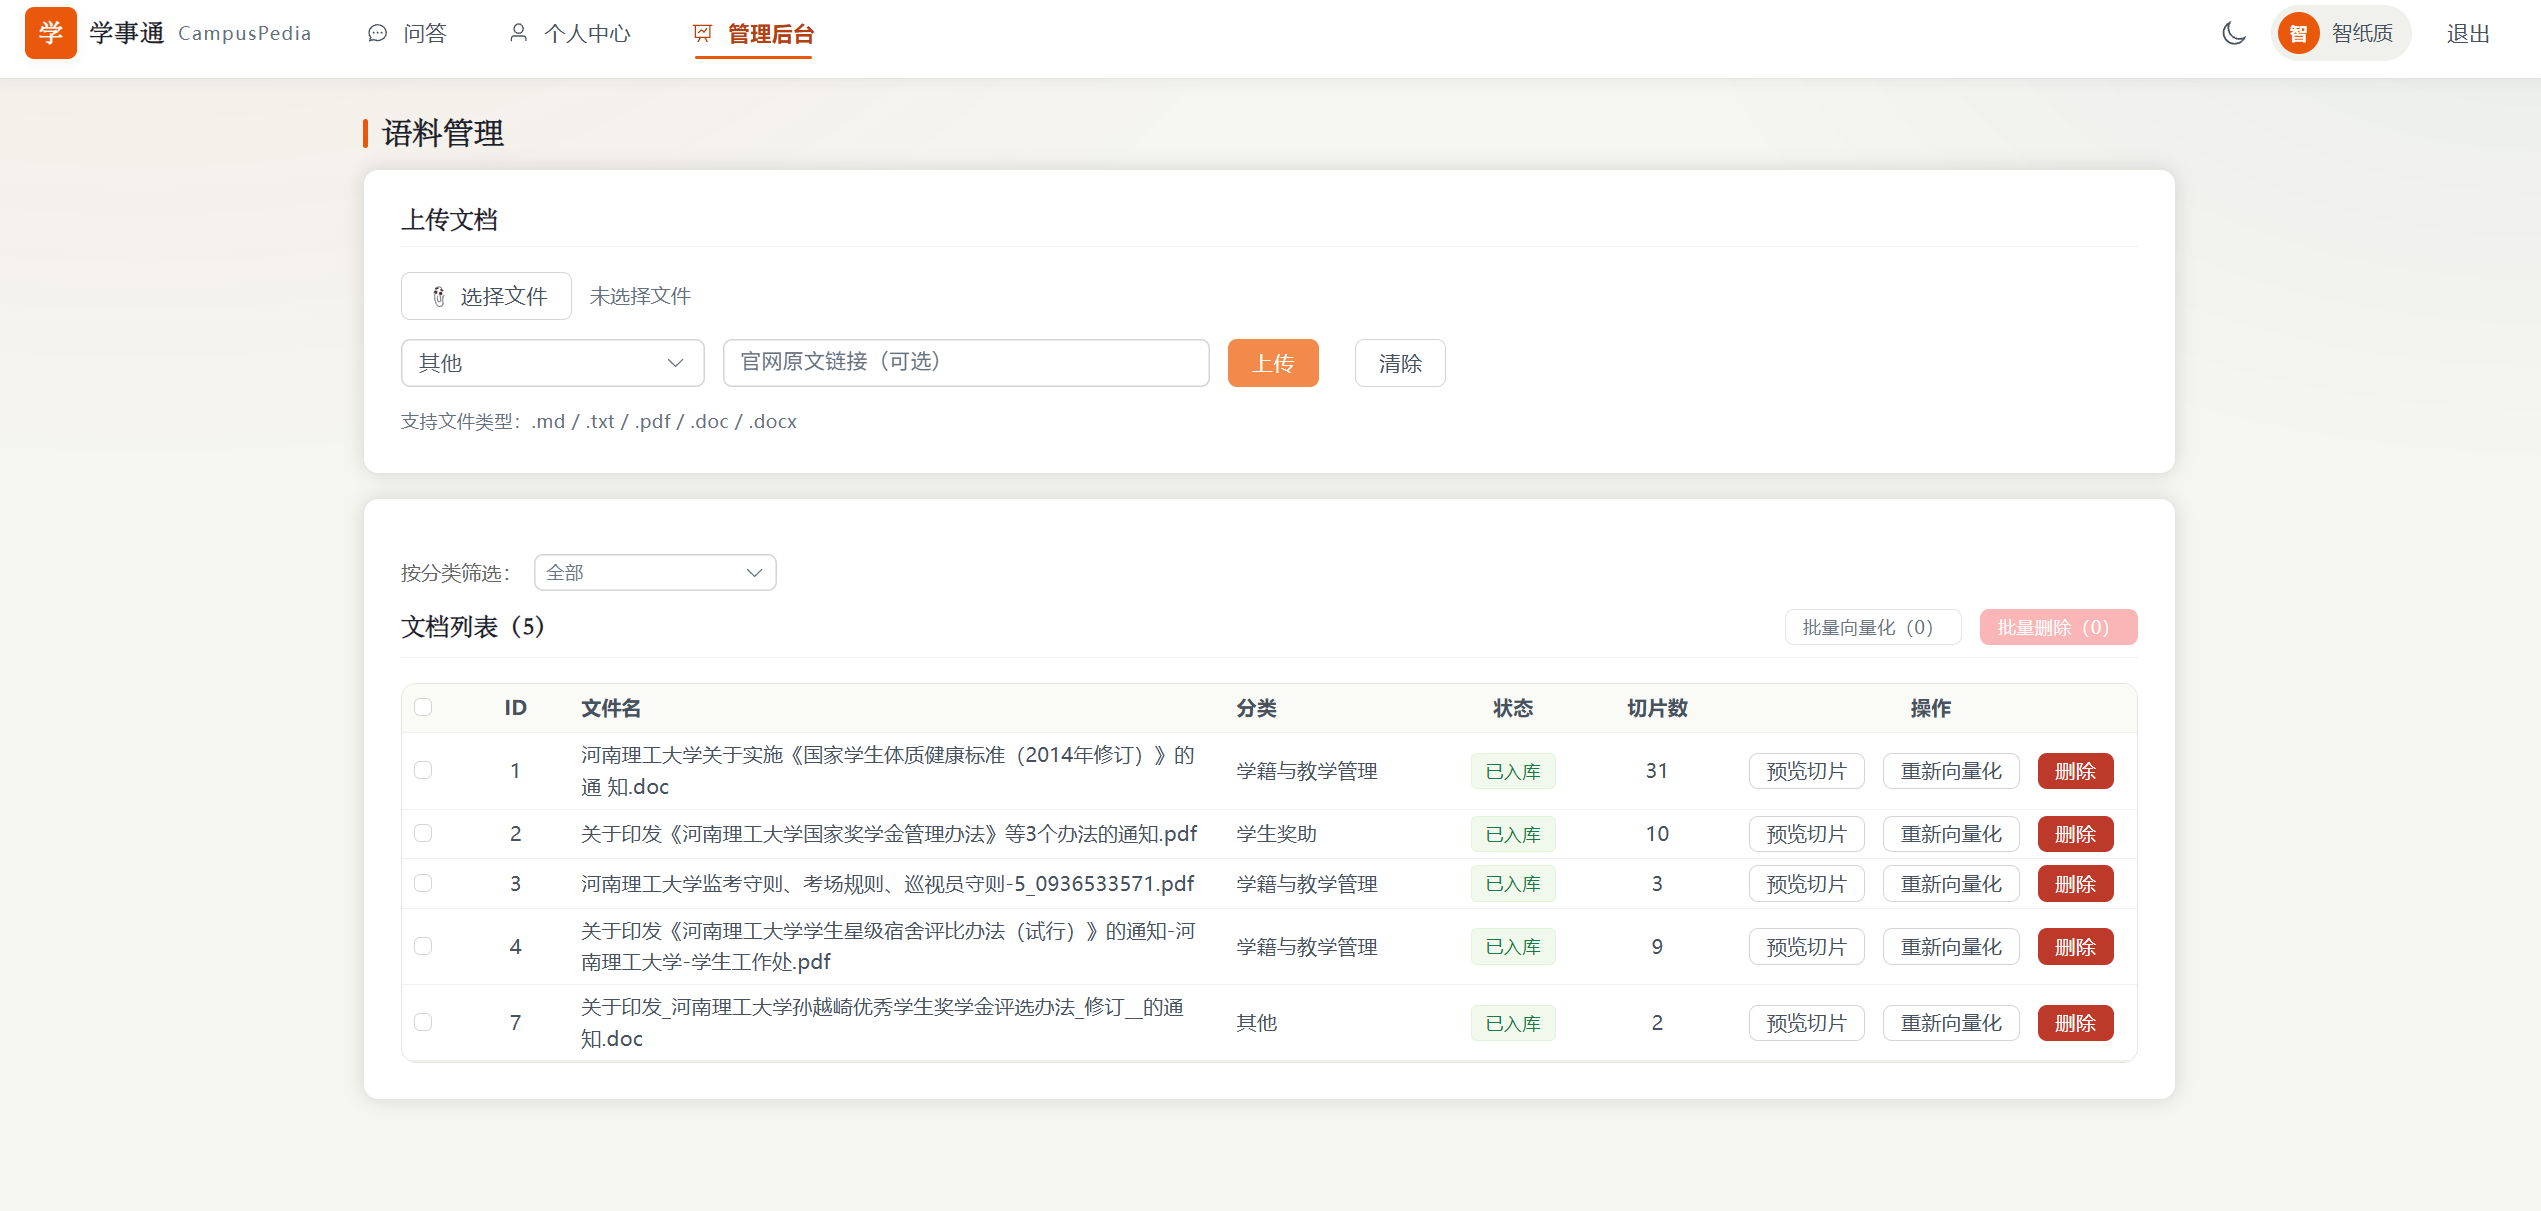 学 学事通 CampusPedia 问答 个人中心 管理后台 智 智纸质 退出
语料管理
上传文档
选择文件 未选择文件
其他 官网原文链接（可选） 上传 清除
支持文件类型：.md / .txt / .pdf / .doc / .docx
按分类筛选： 全部
文档列表（5） 批量向量化（0） 批量删除（0）
ID 文件名 分类 状态 切片数 操作
1 河南理工大学关于实施《国家学生体质健康标准（2014年修订）》的
通 知.doc 学籍与教学管理 已入库 31 预览切片 重新向量化 删除
2 关于印发《河南理工大学国家奖学金管理办法》等3个办法的通知.pdf 学生奖助 已入库 10 预览切片 重新向量化 删除
3 河南理工大学监考守则、考场规则、巡视员守则-5_0936533571.pdf 学籍与教学管理 已入库 3 预览切片 重新向量化 删除
4 关于印发《河南理工大学学生星级宿舍评比办法（试行）》的通知-河
南理工大学-学生工作处.pdf 学籍与教学管理 已入库 9 预览切片 重新向量化 删除
7 关于印发_河南理工大学孙越崎优秀学生奖学金评选办法_修订__的通
知.doc 其他 已入库 2 预览切片 重新向量化 删除